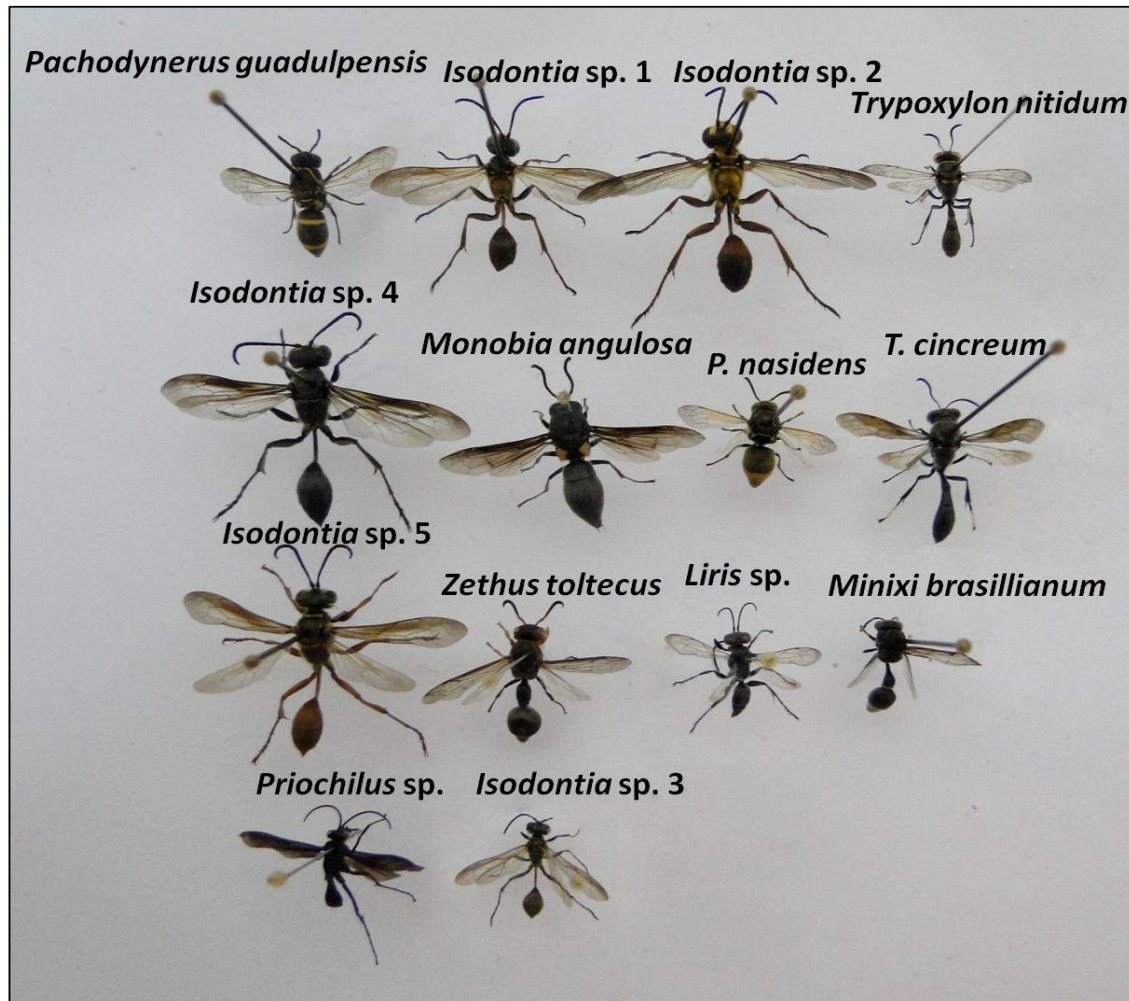 Pachodynerus guadulpensis
Isodontia sp. 1
Isodontia sp. 2
Trypoxylon nitidum
Isodontia sp. 4
Monobia angulosa
P. nasidens
T. cincreum
Isodontia sp. 5
Zethus toltecus
Liris sp.
Minixi brasillianum
Priochilus sp.
Isodontia sp. 3